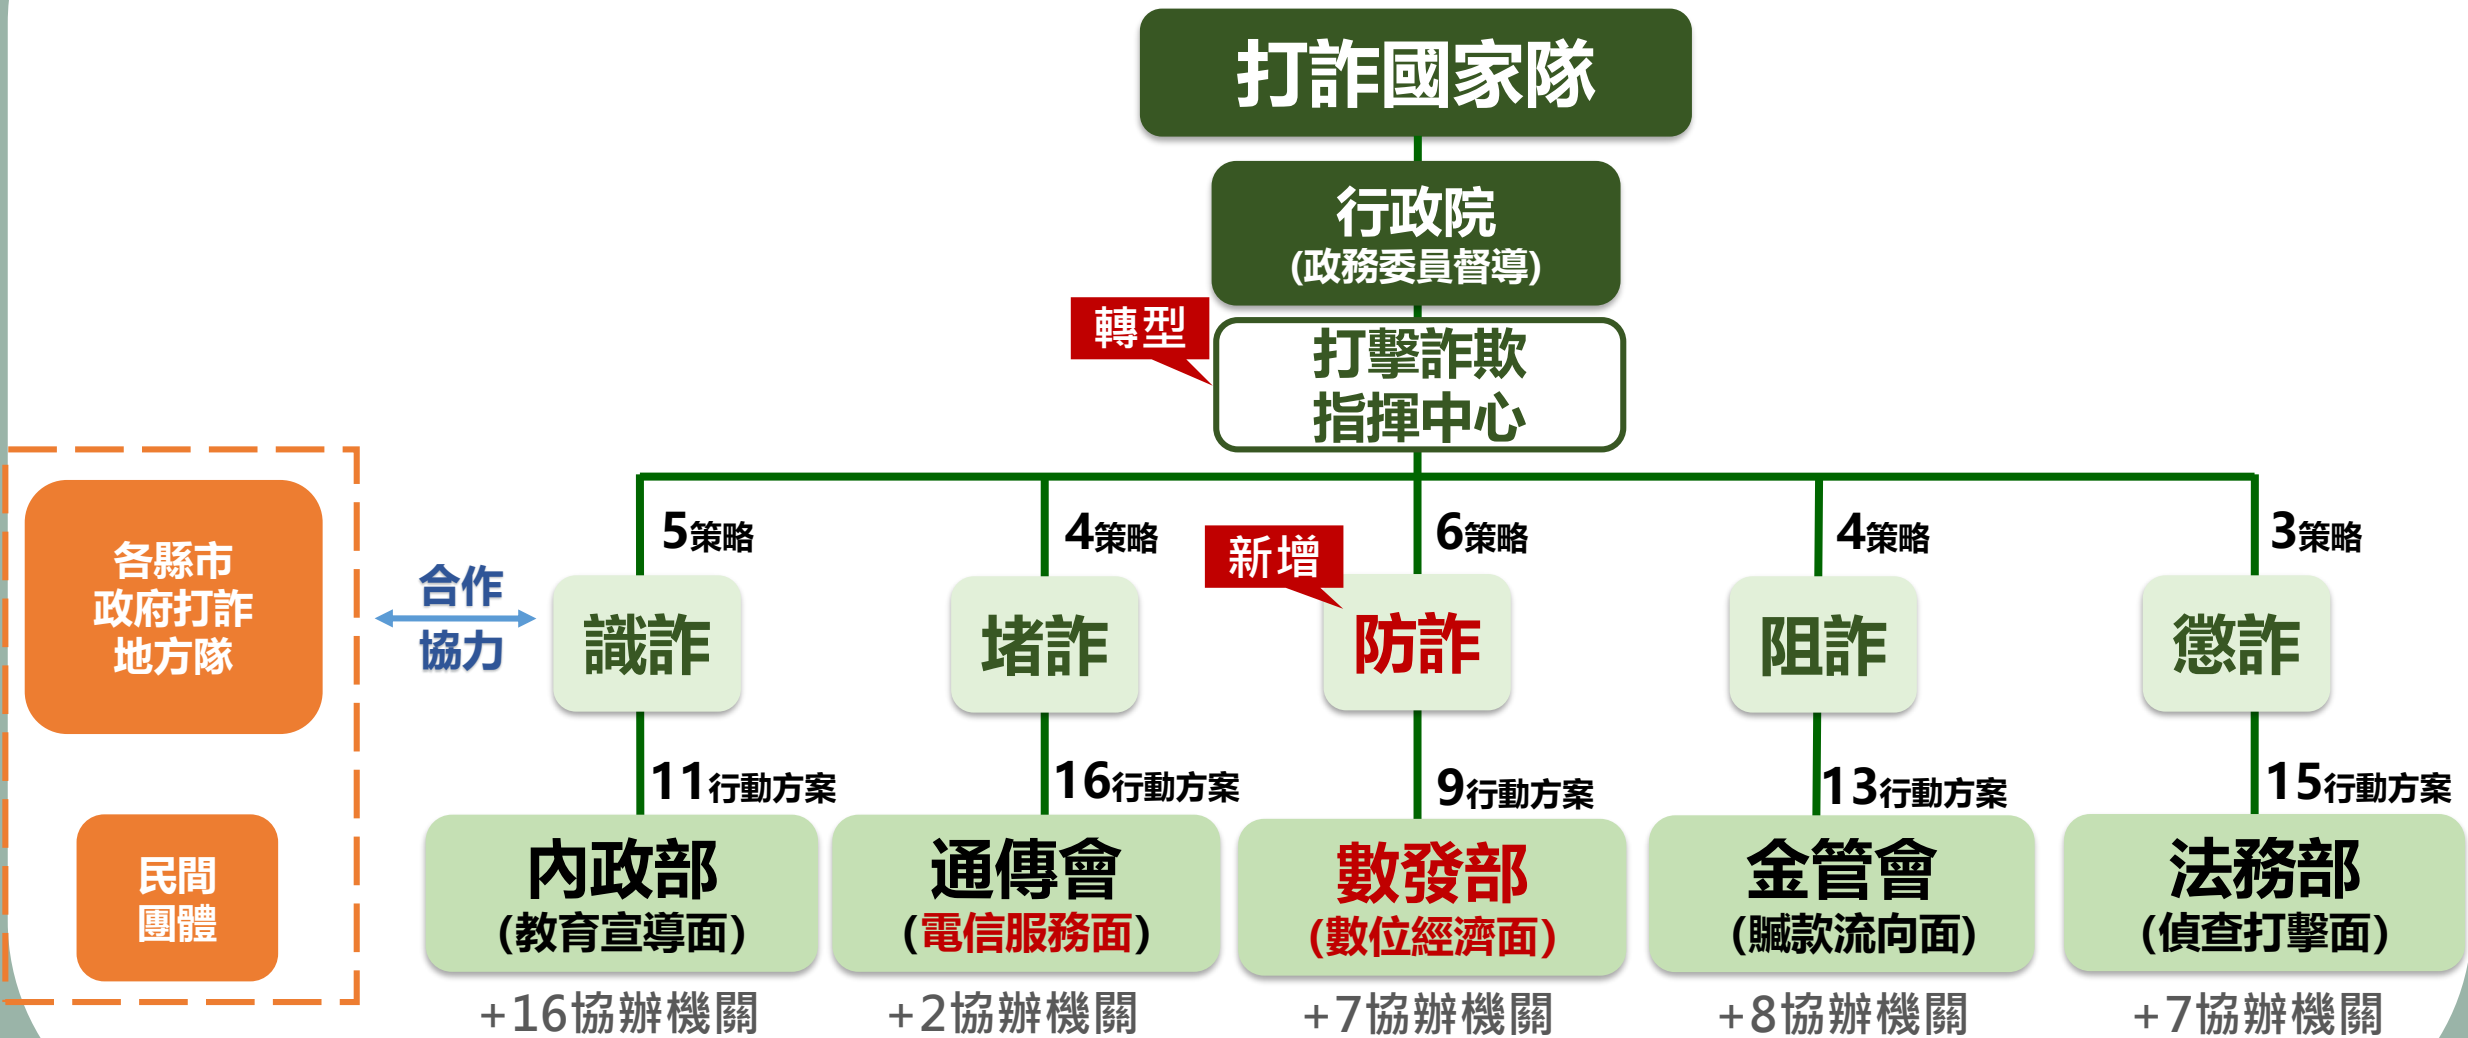 打詐國家隊
行政院
(政務委員督導)
轉型
打擊詐欺
指揮中心
各縣市
政府打詐
地方隊
民間
團體
合作
協力
5策略
4策略
新增
6策略
4策略
3策略
識詐
堵詐
防詐
阻詐
懲詐
11行動方案
16行動方案
9行動方案
13行動方案
15行動方案
內政部
(教育宣導面)
通傳會
(電信服務面)
數發部
(數位經濟面)
金管會
(贓款流向面)
法務部
(偵查打擊面)
+16協辦機關
+2協辦機關
+7協辦機關
+8協辦機關
+7協辦機關